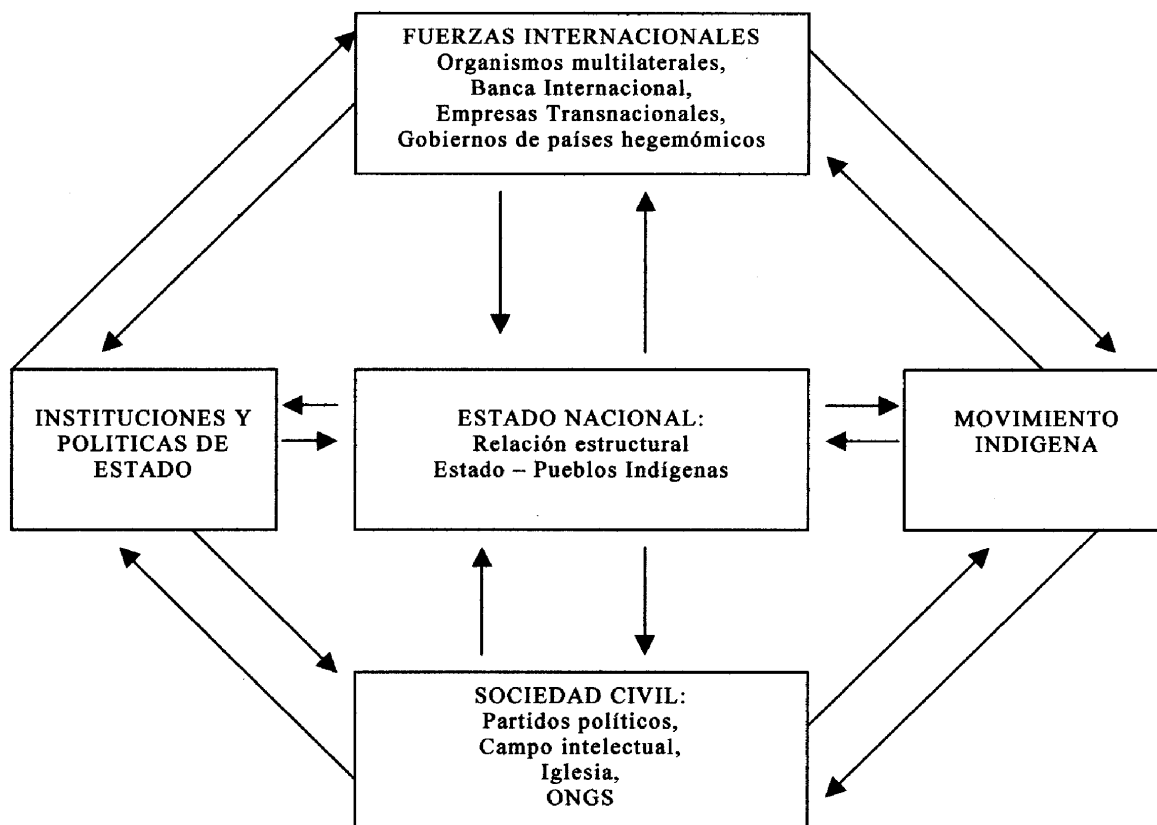 FUERZAS INTERNACIONALES
Organismos multilaterales,
Banca Internacional,
Empresas Transnacionales,
Gobiernos de países hegemómicos
INSTITUCIONES Y
POLITICAS DE
ESTADO
ESTADO NACIONAL:
Relación estructural
Estado – Pueblos Indígenas
MOVIMIENTO
INDIGENA
SOCIEDAD CIVIL:
Partidos políticos,
Campo intelectual,
Iglesia,
ONGS